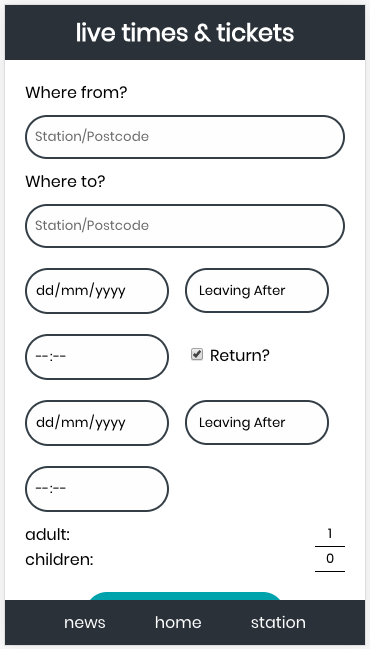 live times & tickets
Where from?
Station/Postcode
Where to?
Station/Postcode
dd/mm/yyyy Leaving After
--:-- Return?
dd/mm/yyyy Leaving After
--:--
adult: 1
children: 0
news home station